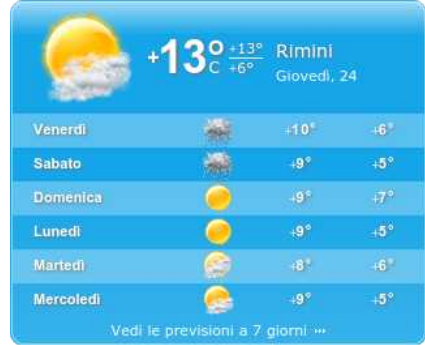 +13° C +13° +6° Rimini
Giovedì, 24
Venerdì +10° +6°
Sabato +9° +5°
Domenica +9° +7°
Lunedì +9° +5°
Martedì +8° +6°
Mercoledì +9° +5°
Vedi le previsioni a 7 giorni ···